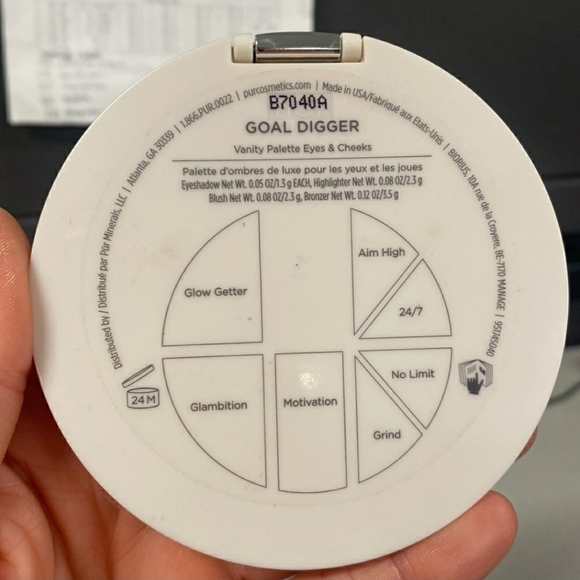 Distributed by / Distribué par Pür Minerals, LLC | Atlanta, GA 30339 | 1.866.PUR.0022 | purcosmetics.com | Made in USA/Fabriqué aux Etats-Unis | BIORIUS, 10A rue de la Croyere, BE-7170 MANAGE | 951745040
B7040A
GOAL DIGGER
Vanity Palette Eyes & Cheeks
Palette d'ombres de luxe pour les yeux et les joues
Eyeshadow Net Wt. 0.05 OZ/1.3 g EACH, Highlighter Net Wt. 0.08 OZ/2.3 g
Blush Net Wt. 0.08 OZ/2.3 g, Bronzer Net Wt. 0.12 OZ/3.5 g
Aim High
Glow Getter
24/7
No Limit
24 M
Glambition
Motivation
Grind